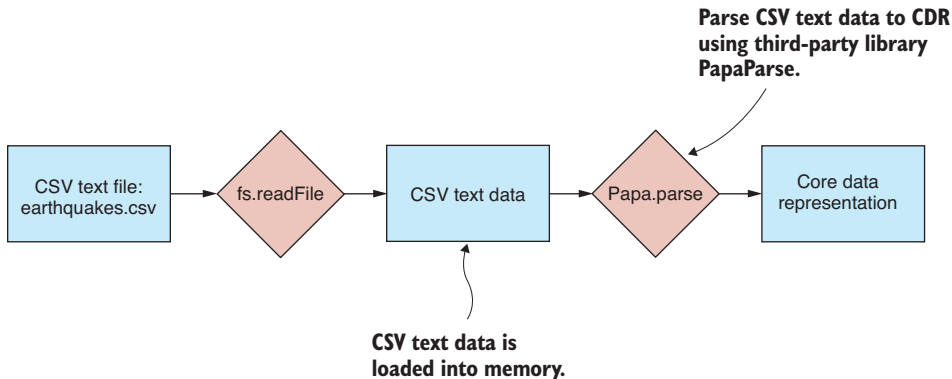 Parse CSV text data to CDR
using third-party library
PapaParse.
CSV text file:
earthquakes.csv
fs.readFile
CSV text data
Papa.parse
Core data
representation
CSV text data is
loaded into memory.